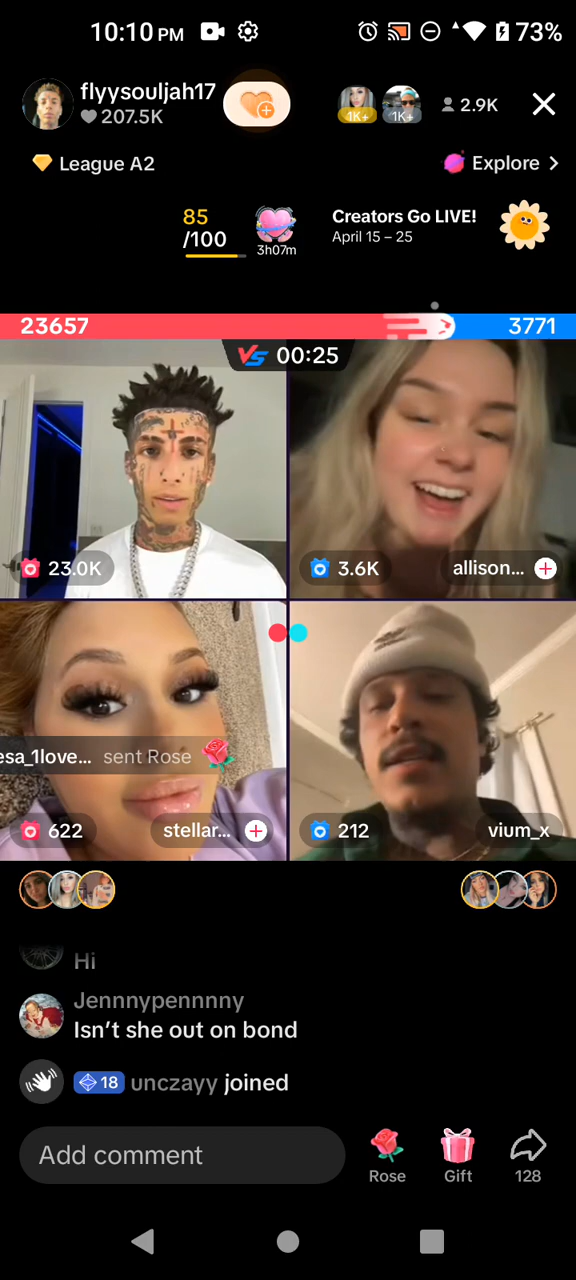 10:10 PM
73%
flyysouljah17
207.5K
4K+
1K+
2.9K
League A2
Explore >
85
/100
3h07m
Creators Go LIVE!
April 15 – 25
23657
3771
VS 00:25
23.0K
3.6K
allison...
esa_1love... sent Rose
622
stellar...
212
vium_x
Hi
Jennnypennnny
Isn't she out on bond
18 unczayy joined
Add comment
Rose
Gift
128